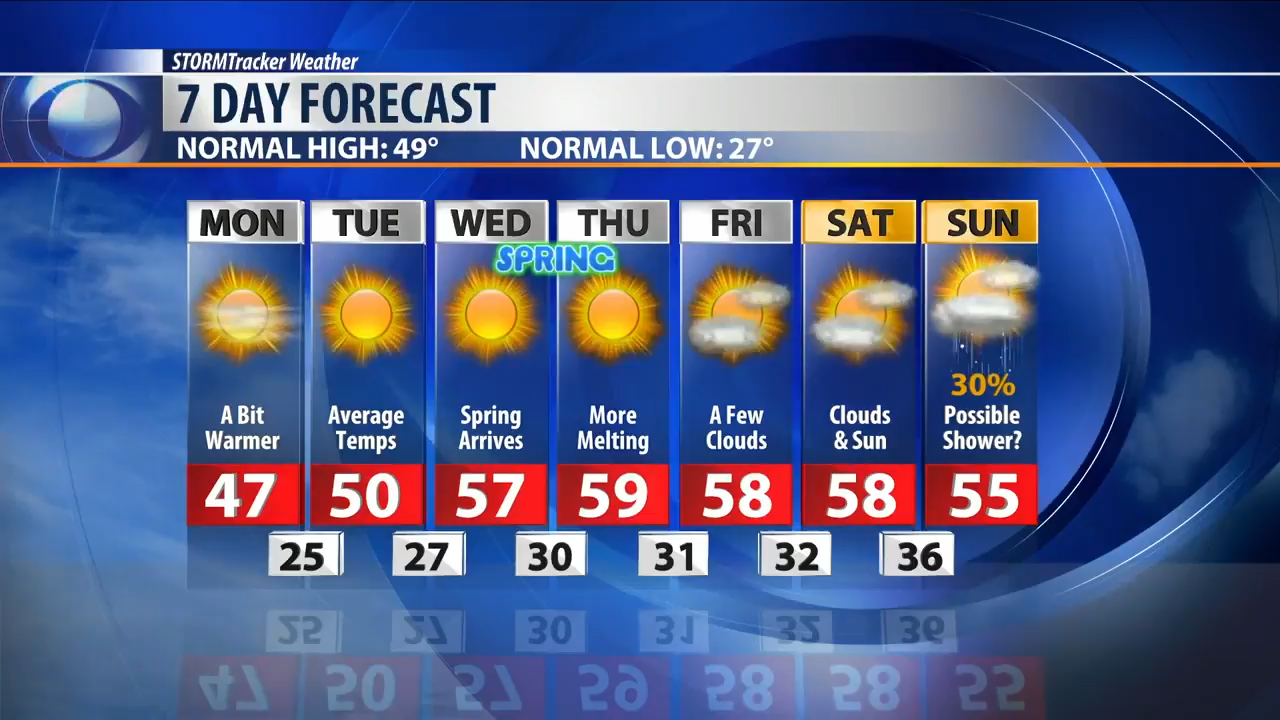 STORMTracker Weather
7 DAY FORECAST
NORMAL HIGH: 49° NORMAL LOW: 27°
MON TUE WED THU FRI SAT SUN
SPRING
30%
A Bit Average Spring More A Few Clouds Possible
Warmer Temps Arrives Melting Clouds & Sun Shower?
47 50 57 59 58 58 55
25 27 30 31 32 36